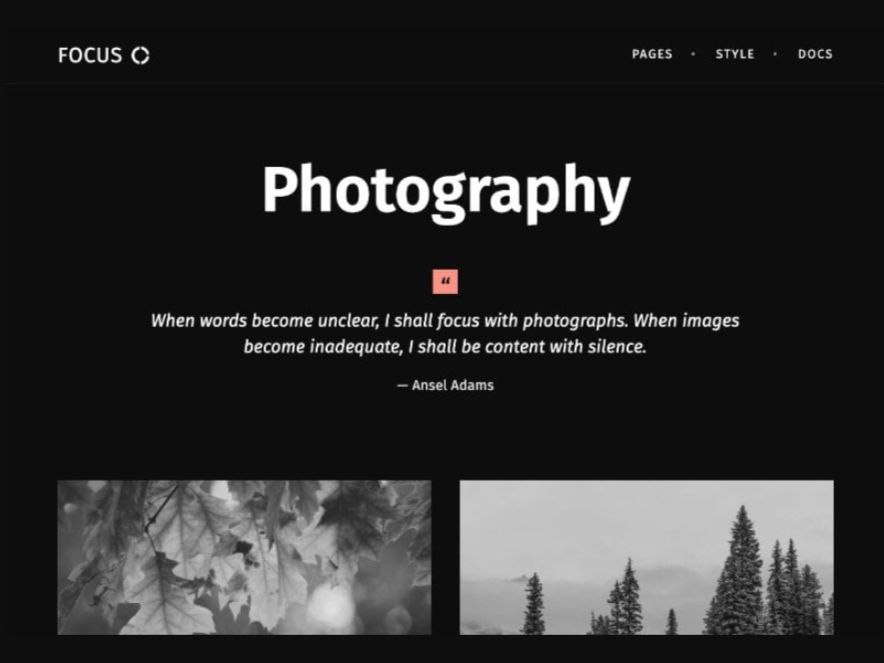 FOCUS
PAGES • STYLE • DOCS
Photography
“
When words become unclear, I shall focus with photographs. When images
become inadequate, I shall be content with silence.
— Ansel Adams